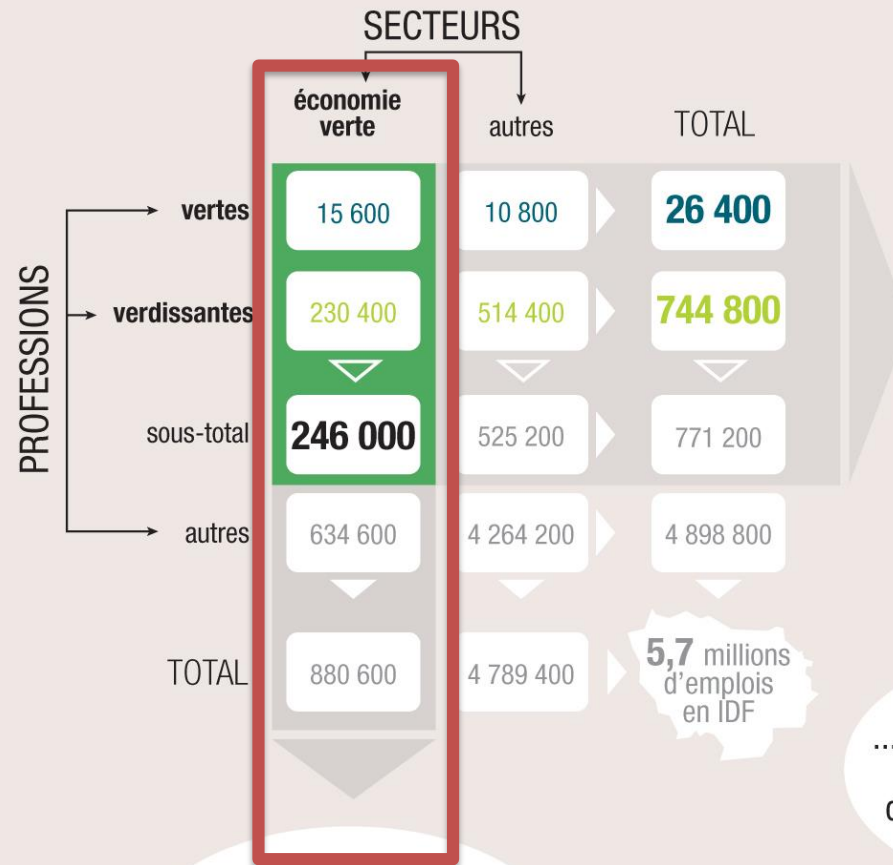 SECTEURS
économie
verte
autres
TOTAL
PROFESSIONS
vertes
15 600
10 800
26 400
verdissantes
230 400
514 400
744 800
sous-total
246 000
525 200
771 200
autres
634 600
4 264 200
4 898 800
TOTAL
880 600
4 789 400
5,7 millions
d'emplois
en IDF
...